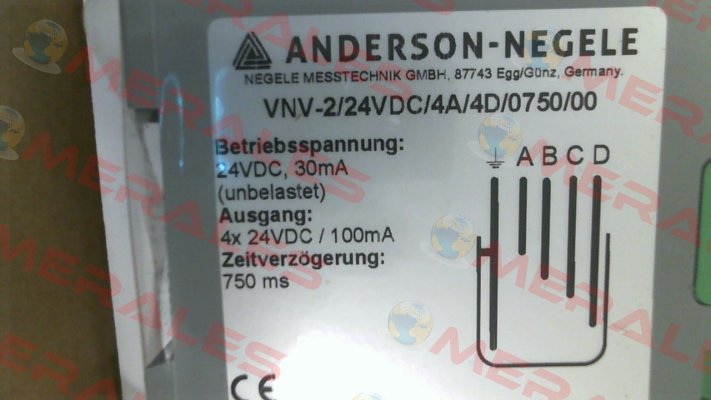 ANDERSON-NEGELE
NEGELE MESSTECHNIK GMBH, 87743 Egg/Günz, Germany.
VNV-2/24VDC/4A/4D/0750/00
Betriebsspannung:
24VDC, 30mA
(unbelastet)
Ausgang:
4x 24VDC / 100mA
Zeitverzögerung:
750 ms
A B C D
CE
MERALES
MERALES
MERALES
MERALES
MERALES